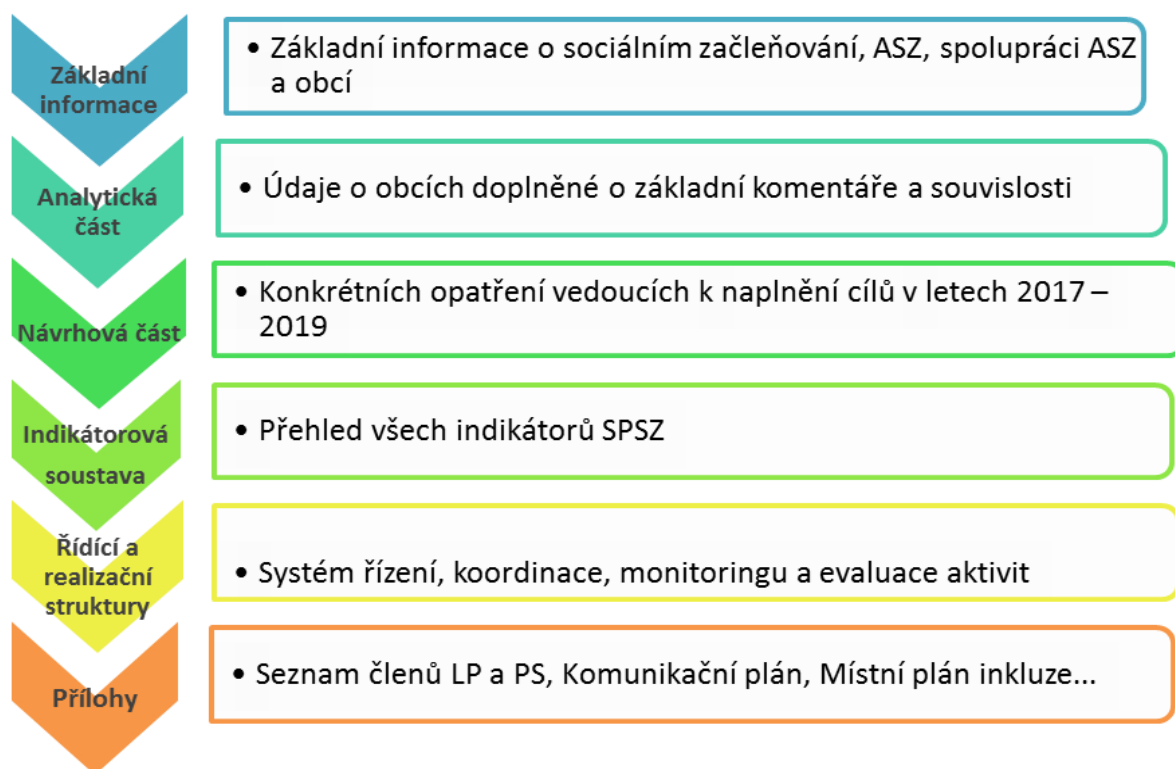 Základní
informace
• Základní informace o sociálním začleňování, ASZ, spolupráci ASZ
a obcí
Analytická
část
• Údaje o obcích doplněné o základní komentáře a souvislosti
Návrhová část
• Konkrétních opatření vedoucích k naplnění cílů v letech 2017 –
2019
Indikátorová
soustava
• Přehled všech indikátorů SPSZ
Řídící a
realizační
struktury
• Systém řízení, koordinace, monitoringu a evaluace aktivit
Přílohy
• Seznam členů LP a PS, Komunikační plán, Místní plán inkluze...